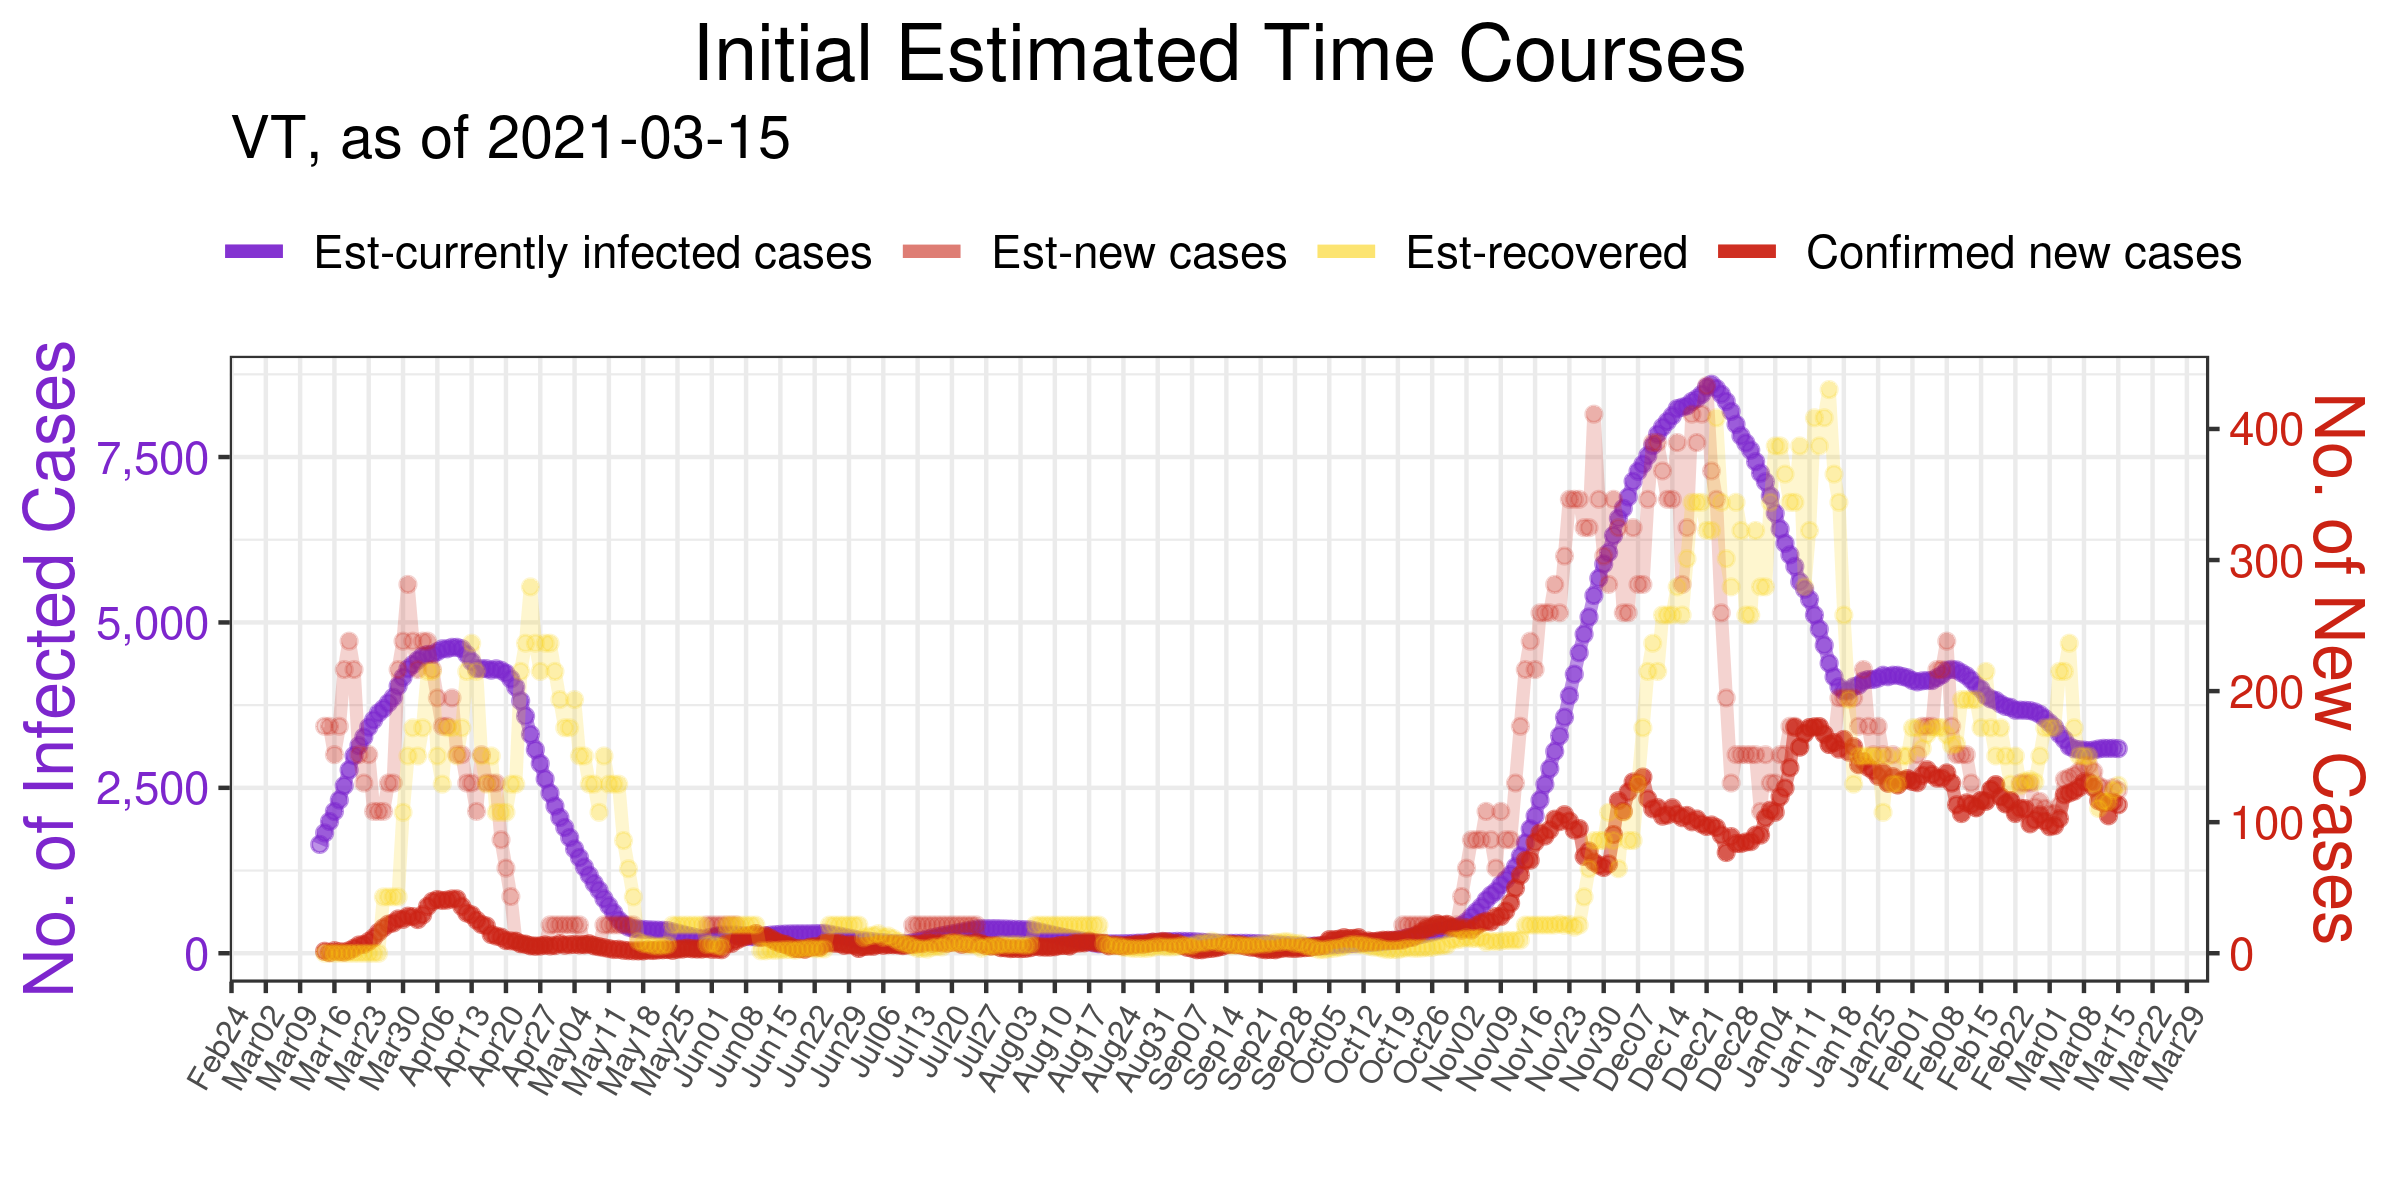 Initial Estimated Time Courses
VT, as of 2021-03-15
Est-currently infected cases Est-new cases Est-recovered Confirmed new cases
No. of Infected Cases
7,500
5,000
2,500
0
400
300
200
100
0
No. of New Cases
Feb24 Mar02 Mar09 Mar16 Mar23 Mar30 Apr06 Apr13 Apr20 Apr27 May04 May11 May18 May25 Jun01 Jun08 Jun15 Jun22 Jun29 Jul06 Jul13 Jul20 Jul27 Aug03 Aug10 Aug17 Aug24 Aug31 Sep07 Sep14 Sep21 Sep28 Oct05 Oct12 Oct19 Oct26 Nov02 Nov09 Nov16 Nov23 Nov30 Dec07 Dec14 Dec21 Dec28 Jan04 Jan11 Jan18 Jan25 Feb01 Feb08 Feb15 Feb22 Mar01 Mar08 Mar15 Mar22 Mar29